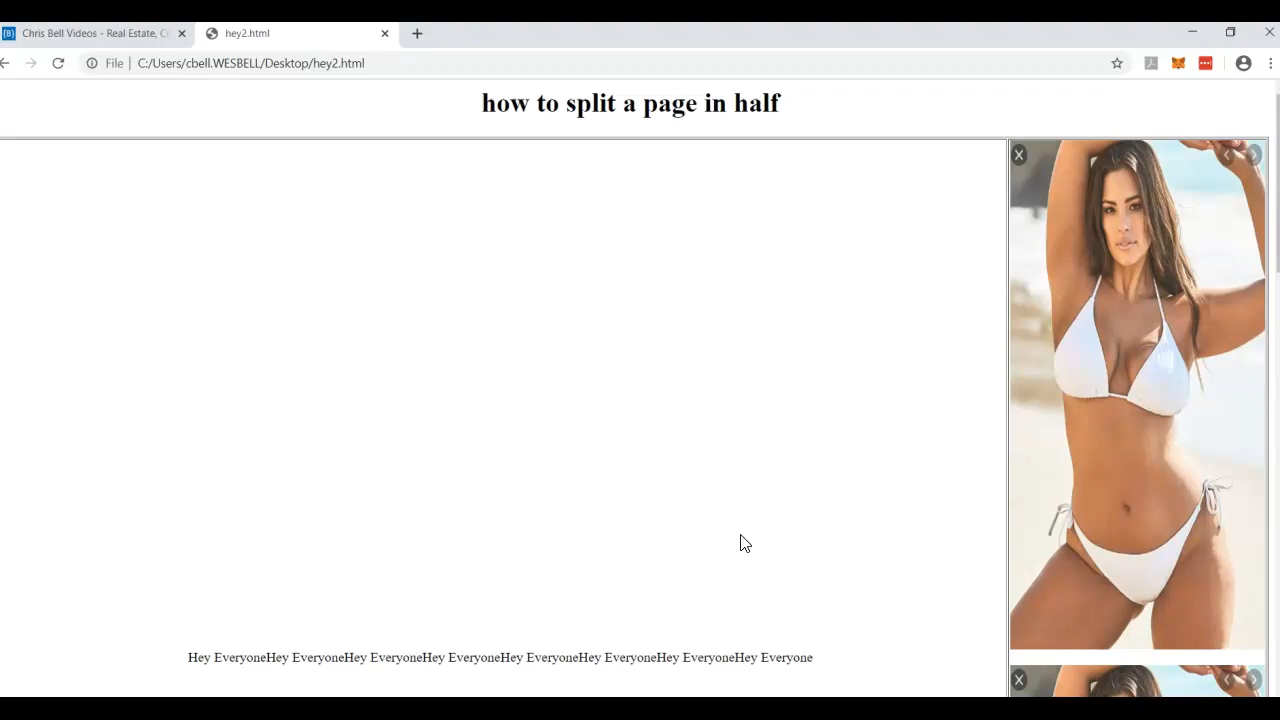 Chris Bell Videos - Real Estate, C
hey2.html
File | C:/Users/cbell.WESBELL/Desktop/hey2.html
how to split a page in half
X
Hey EveryoneHey EveryoneHey EveryoneHey EveryoneHey EveryoneHey EveryoneHey EveryoneHey Everyone
X